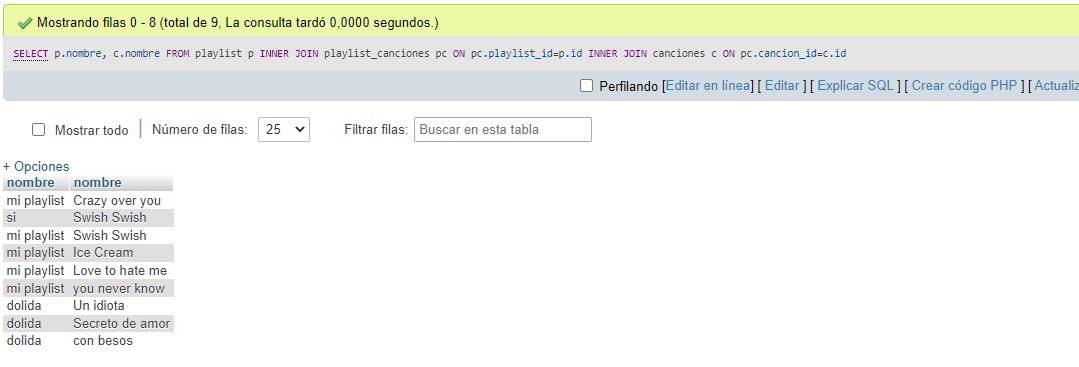 Mostrando filas 0 - 8 (total de 9, La consulta tardó 0,0000 segundos.)
SELECT p.nombre, c.nombre FROM playlist p INNER JOIN playlist_canciones pc ON pc.playlist_id=p.id INNER JOIN canciones c ON pc.cancion_id=c.id
Perfilando [Editar en línea] [ Editar ] [ Explicar SQL ] [ Crear código PHP ] [ Actualiz
Mostrar todo Número de filas: 25 Filtrar filas: Buscar en esta tabla
+ Opciones
nombre nombre
mi playlist Crazy over you
si Swish Swish
mi playlist Swish Swish
mi playlist Ice Cream
mi playlist Love to hate me
mi playlist you never know
dolida Un idiota
dolida Secreto de amor
dolida con besos